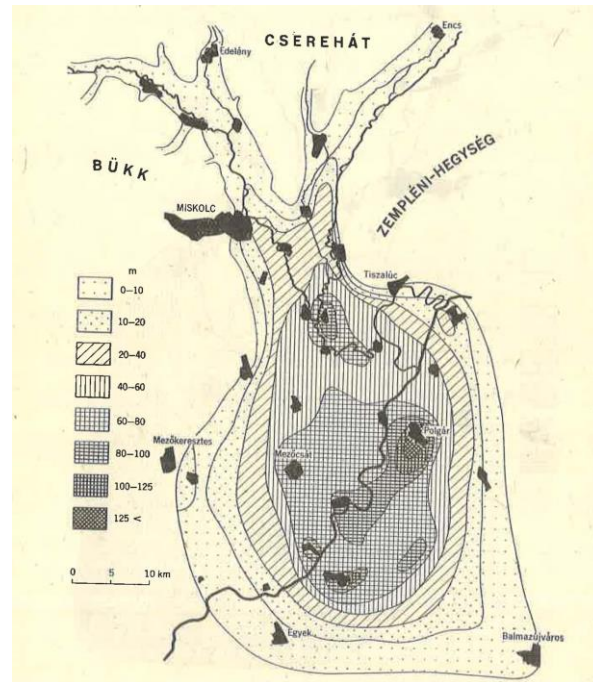 Encs
CSEREHÁT
Edelény
BÜKK
ZEMPLÉNI-HEGYSÉG
MiSKOLC
m
0–10
10–20
20–40
40–60
60–80
80–100
100–125
125 <
Tiszalúc
Mezőkeresztes
Mezőcsát
Polgár
0 5 10 km
Egyek
Balmazújváros